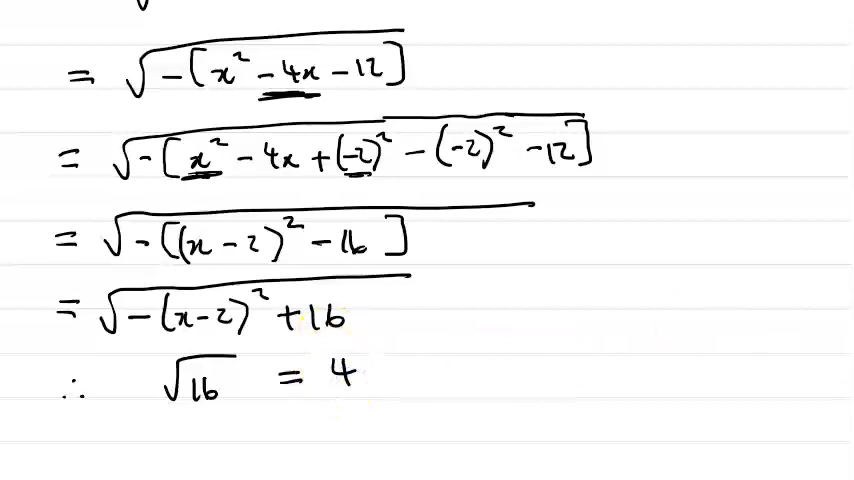 = √-[x² -4x -12]
= √-[x² - 4x + (-2)² - (-2)² -12]
= √-[(x - 2)² - 16]
= √-(x-2)² + 16
∴ √16 = 4